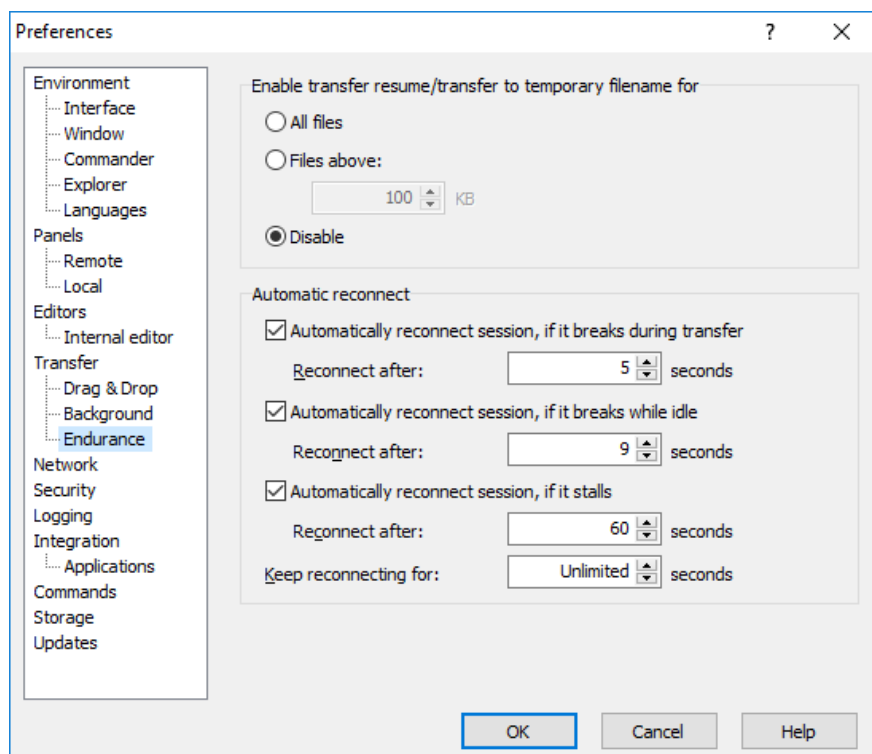 Preferences
?
Environment
Interface
Window
Commander
Explorer
Languages
Panels
Remote
Local
Editors
Internal editor
Transfer
Drag & Drop
Background
Endurance
Network
Security
Logging
Integration
Applications
Commands
Storage
Updates
Enable transfer resume/transfer to temporary filename for
All files
Files above:
100 KB
Disable
Automatic reconnect
Automatically reconnect session, if it breaks during transfer
Reconnect after: 5 seconds
Automatically reconnect session, if it breaks while idle
Reconnect after: 9 seconds
Automatically reconnect session, if it stalls
Reconnect after: 60 seconds
Keep reconnecting for: Unlimited seconds
OK Cancel Help